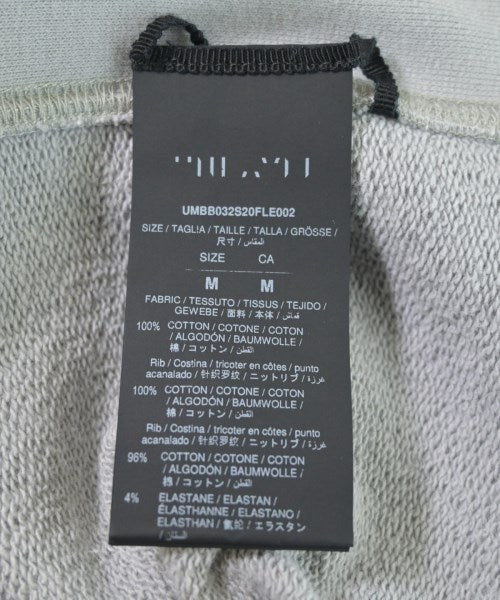 UMBB032S20FLE002
SIZE / TAGLIA / TAILLE / TALLA / GRÖSSE /
尺寸 / المقاس /
SIZE CA
M M
FABRIC / TESSUTO / TISSUS / TEJIDO /
GEWEBE / 面料 / 本体 / قماش /
100% COTTON / COTONE / COTON
/ ALGODÓN / BAUMWOLLE /
棉 / コットン / القطن /
Rib / Costina / tricoter en côtes / punto
acanalado / 针织罗纹 / ニットリブ / غرزة /
100% COTTON / COTONE / COTON
/ ALGODÓN / BAUMWOLLE /
棉 / コットン / القطن /
Rib / Costina / tricoter en côtes / punto
acanalado / 针织罗纹 / ニットリブ / غرزة /
96% COTTON / COTONE / COTON
/ ALGODÓN / BAUMWOLLE /
棉 / コットン / القطن /
4% ELASTANE / ELASTAN /
ÉLASTHANNE / ELASTANO /
ELASTHAN / 氨纶 / エラスタン
/ الستان /